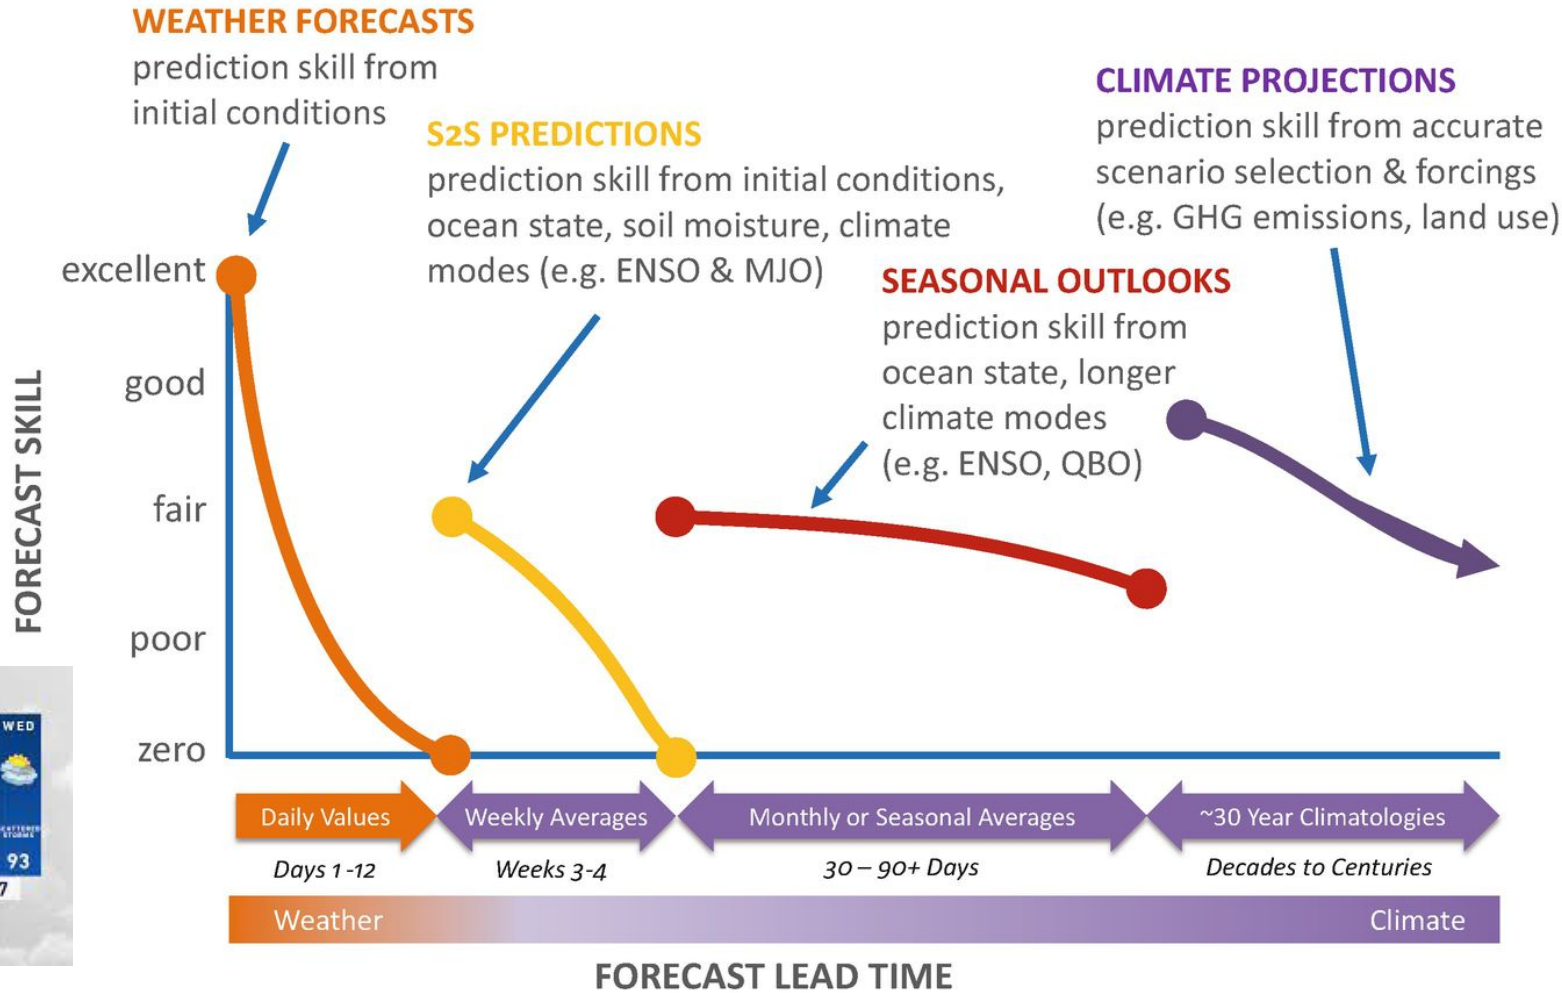 WEATHER FORECASTS
prediction skill from
initial conditions
S2S PREDICTIONS
prediction skill from initial conditions,
ocean state, soil moisture, climate
modes (e.g. ENSO & MJO)
CLIMATE PROJECTIONS
prediction skill from accurate
scenario selection & forcings
(e.g. GHG emissions, land use)
SEASONAL OUTLOOKS
prediction skill from
ocean state, longer
climate modes
(e.g. ENSO, QBO)
FORECAST SKILL
excellent
good
fair
poor
zero
WED
STORMS
93
7
Daily Values
Weekly Averages
Monthly or Seasonal Averages
~30 Year Climatologies
Days 1 -12
Weeks 3-4
30 – 90+ Days
Decades to Centuries
Weather
Climate
FORECAST LEAD TIME